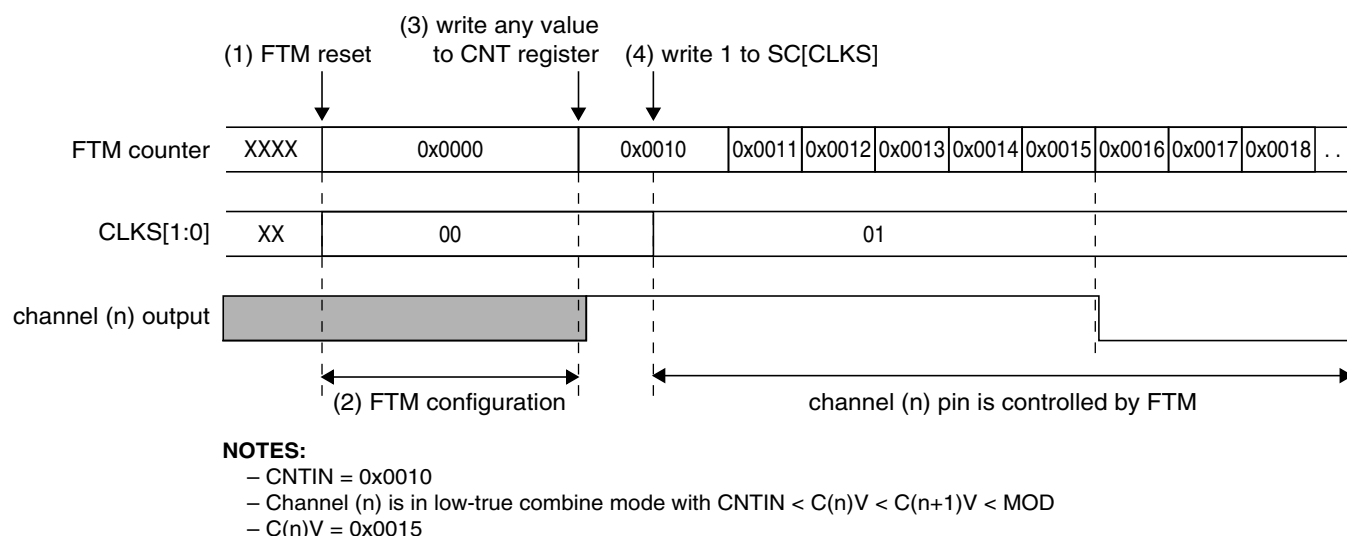 (3) write any value
(1) FTM reset to CNT register (4) write 1 to SC[CLKS]
FTM counter XXXX 0x0000 0x0010 0x0011 0x0012 0x0013 0x0014 0x0015 0x0016 0x0017 0x0018 . .
CLKS[1:0] XX 00 01
channel (n) output
(2) FTM configuration channel (n) pin is controlled by FTM
NOTES:
– CNTIN = 0x0010
– Channel (n) is in low-true combine mode with CNTIN < C(n)V < C(n+1)V < MOD
– C(n)V = 0x0015